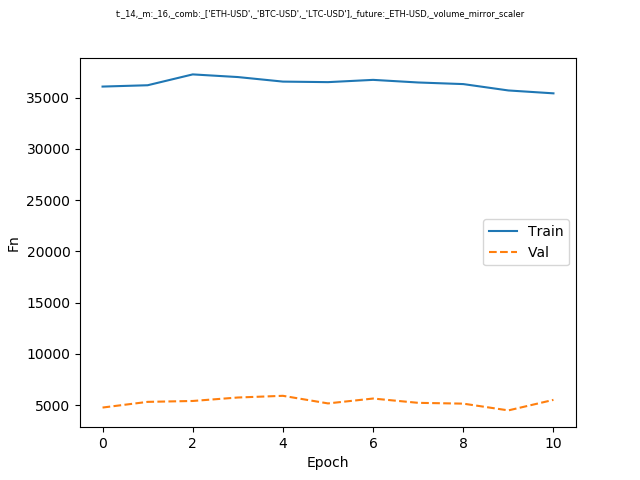 t:_14,_m:_16,_comb:_['ETH-USD',_'BTC-USD',_'LTC-USD'],_future:_ETH-USD,_volume_mirror_scaler
35000
30000
25000
20000
15000
10000
5000
Fn
Train
Val
0 2 4 6 8 10
Epoch